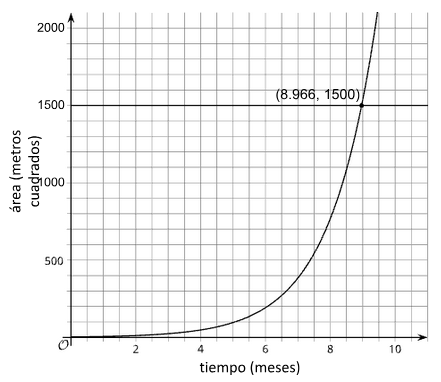 2000
(8.966, 1500)
1500
área (metros
cuadrados)
1000
500
O
2
4
6
8
10
tiempo (meses)